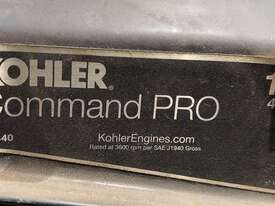 KOHLER
Command PRO
KohlerEngines.com
Rated at 3600 rpm per SAE J1940 Gross